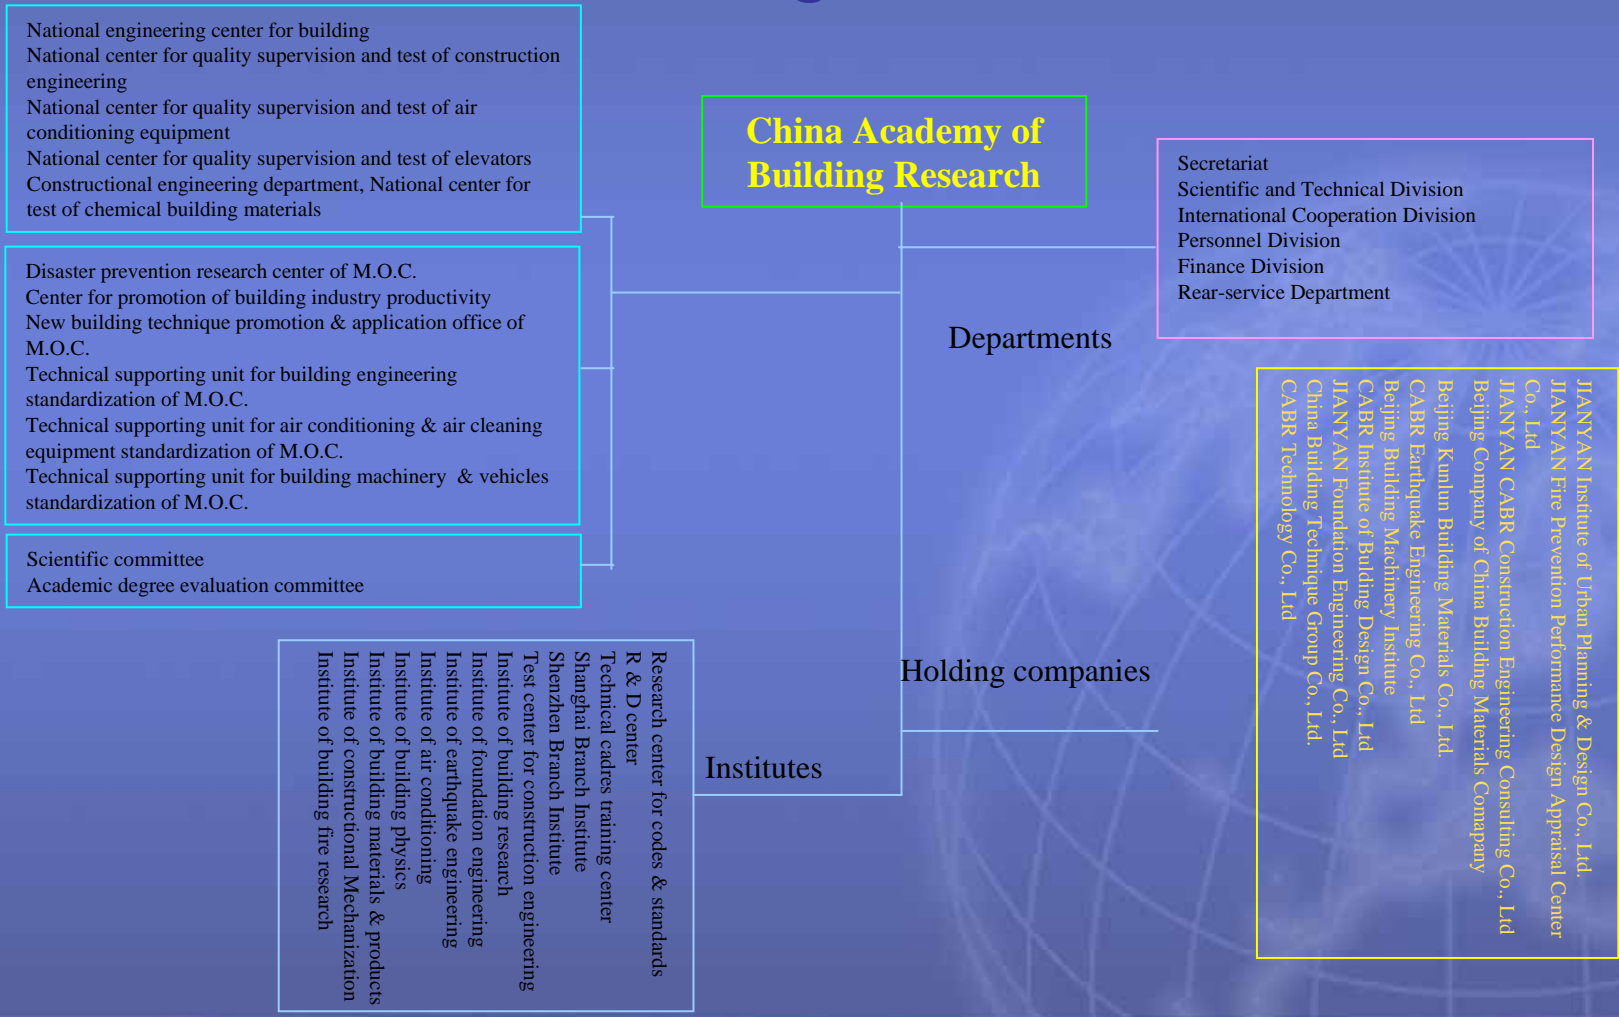 National engineering center for building
National center for quality supervision and test of construction
engineering
National center for quality supervision and test of air
conditioning equipment
National center for quality supervision and test of elevators
Constructional engineering department, National center for
test of chemical building materials
Disaster prevention research center of M.O.C.
Center for promotion of building industry productivity
New building technique promotion & application office of
M.O.C.
Technical supporting unit for building engineering
standardization of M.O.C.
Technical supporting unit for air conditioning & air cleaning
equipment standardization of M.O.C.
Technical supporting unit for building machinery & vehicles
standardization of M.O.C.
Scientific committee
Academic degree evaluation committee
China Academy of
Building Research
Secretariat
Scientific and Technical Division
International Cooperation Division
Personnel Division
Finance Division
Rear-service Department
Departments
JIANYAN Institute of Urban Planning & Design Co., Ltd.
JIANYAN Fire Prevention Performance Design Appraisal Center
Co., Ltd
JIANYAN CABR Construction Engineering Consulting Co., Ltd
Beijing Company of China Building Materials Comapany
Beijing Kunlun Building Materials Co., Ltd.
CABR Earthquake Engineering Co., Ltd
Beijing Building Machinery Institute
CABR Institute of Bulding Design Co., Ltd
JIANYAN Foundation Engineering Co., Ltd
China Building Technique Group Co., Ltd.
CABR Technology Co., Ltd
Holding companies
Institutes
Research center for codes & standards
R & D center
Technical cadres training center
Shanghai Branch Institute
Shenzhen Branch Institute
Test center for construction engineering
Institute of building research
Institute of foundation engineering
Institute of earthquake engineering
Institute of air conditioning
Institute of building physics
Institute of building materials & products
Institute of constructional Mechanization
Institute of building fire research